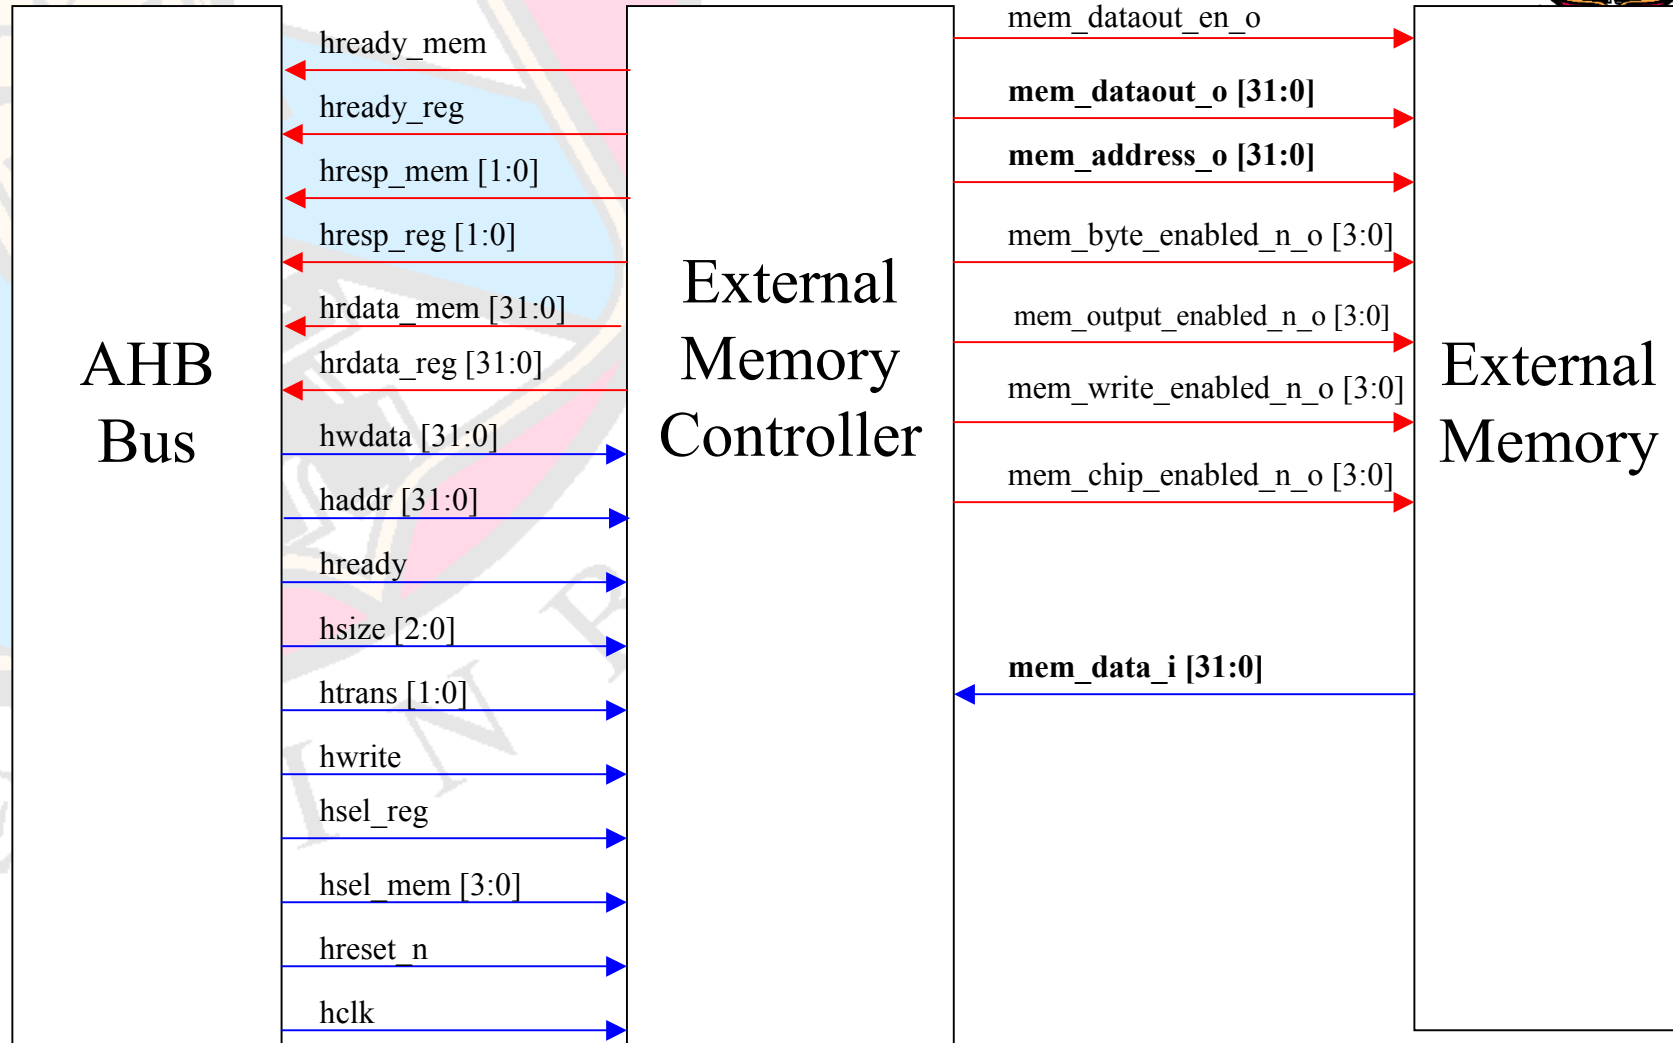 AHB
Bus
hready_mem
hready_reg
hresp_mem [1:0]
hresp_reg [1:0]
hrdata_mem [31:0]
hrdata_reg [31:0]
hwdata [31:0]
haddr [31:0]
hready
hsize [2:0]
htrans [1:0]
hwrite
hsel_reg
hsel_mem [3:0]
hreset_n
hclk
External
Memory
Controller
mem_dataout_en_o
mem_dataout_o [31:0]
mem_address_o [31:0]
mem_byte_enabled_n_o [3:0]
mem_output_enabled_n_o [3:0]
mem_write_enabled_n_o [3:0]
mem_chip_enabled_n_o [3:0]
mem_data_i [31:0]
External
Memory
I N